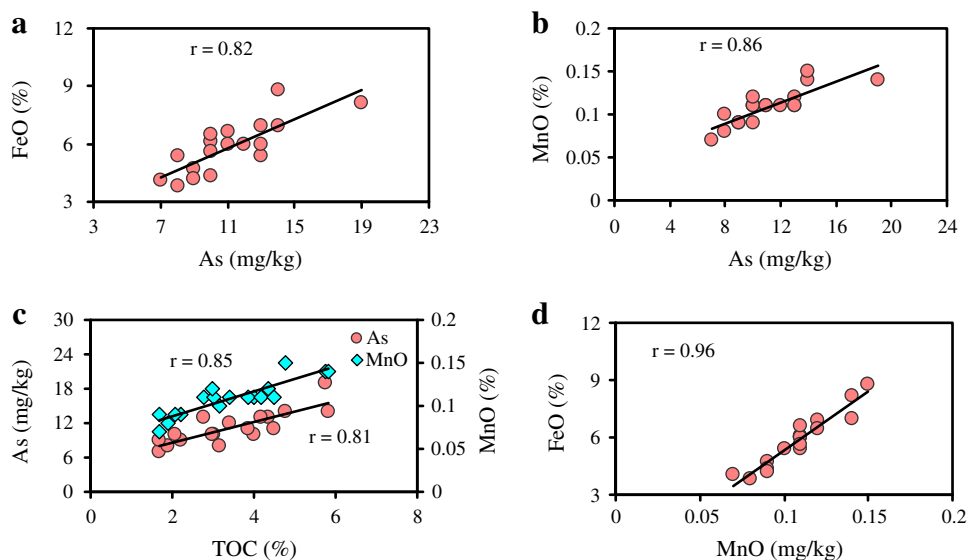 a
r = 0.82
FeO (%)
12
9
6
3
3 7 11 15 19 23
As (mg/kg)
b
r = 0.86
MnO (%)
0.2
0.15
0.1
0.05
0
0 4 8 12 16 20 24
As (mg/kg)
c
As
MnO
r = 0.85
r = 0.81
As (mg/kg)
30
24
18
12
6
0
0.2
0.15
0.1
0.05
0
MnO (%)
0 2 4 6 8
TOC (%)
d
r = 0.96
FeO (%)
12
9
6
3
0 0.05 0.1 0.15 0.2
MnO (mg/kg)